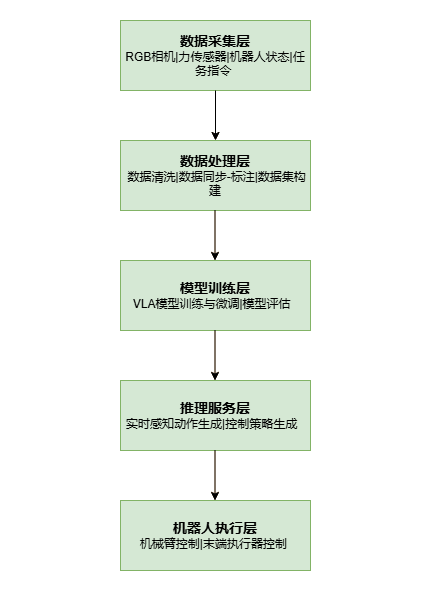 数据采集层
RGB相机|力传感器|机器人状态|任
务指令
数据处理层
数据清洗|数据同步-标注|数据集构
建
模型训练层
VLA模型训练与微调|模型评估
推理服务层
实时感知动作生成|控制策略生成
机器人执行层
机械臂控制|末端执行器控制